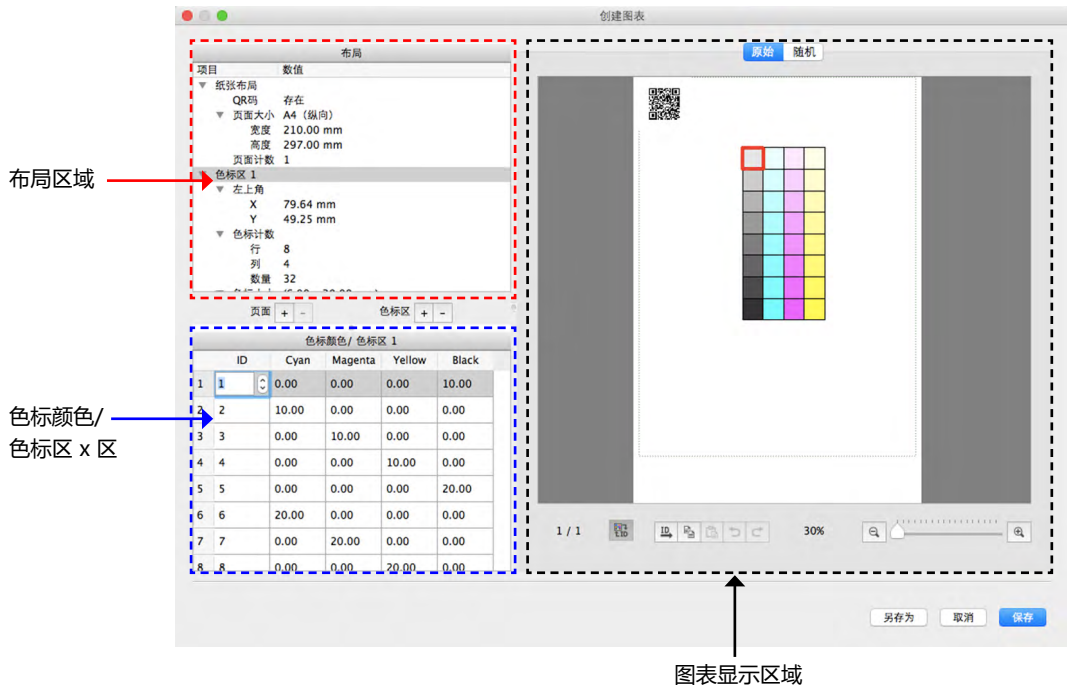 创建图表
布局
项目 数值
纸张布局
QR码 存在
页面大小 A4（纵向）
宽度 210.00 mm
高度 297.00 mm
页面计数 1
色标区 1
左上角
X 79.64 mm
Y 49.25 mm
色标计数
行 8
列 4
数量 32
页面 + -
色标区 + -
色标颜色/ 色标区 1
ID Cyan Magenta Yellow Black
1 1 0.00 0.00 0.00 10.00
2 2 10.00 0.00 0.00 0.00
3 3 0.00 10.00 0.00 0.00
4 4 0.00 0.00 10.00 0.00
5 5 0.00 0.00 0.00 20.00
6 6 20.00 0.00 0.00 0.00
7 7 0.00 20.00 0.00 0.00
8 8 0.00 0.00 20.00 0.00
原始 随机
1 / 1
ID
30%
另存为 取消 保存
布局区域
色标颜色/
色标区 x 区
图表显示区域